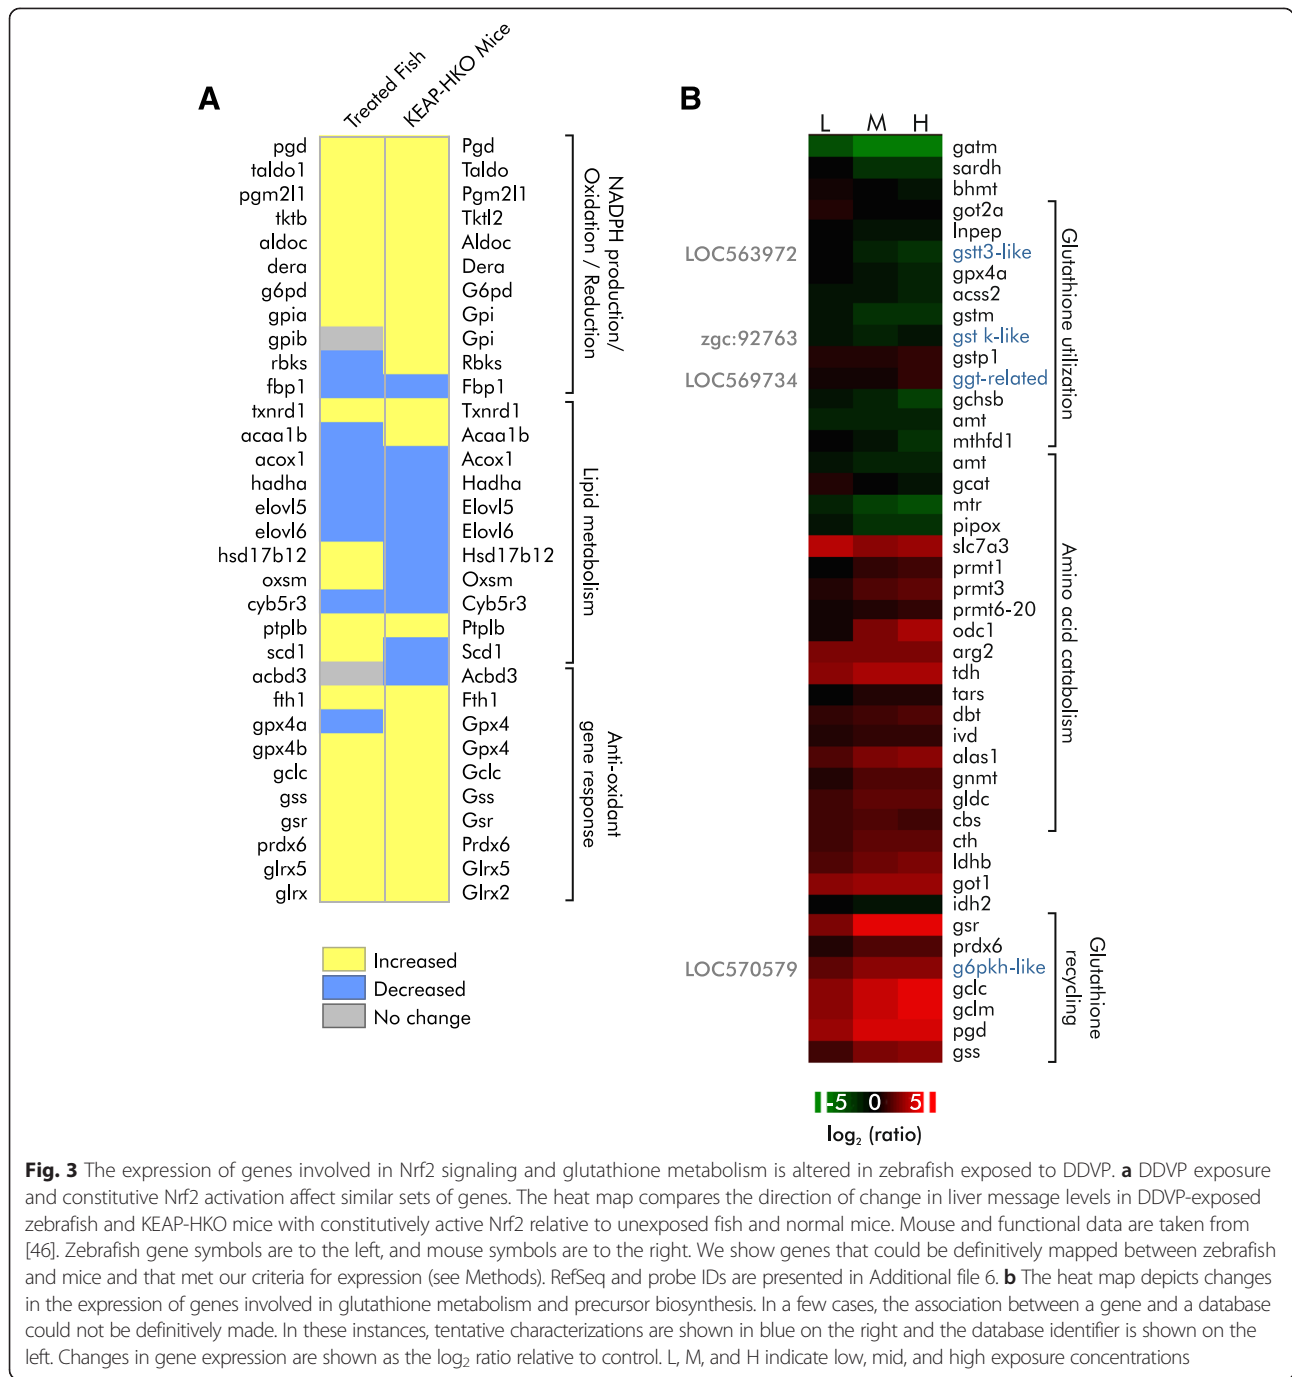 A
Treated Fish
KEAP-HKO Mice
pgd Pgd
taldo1 Taldo
pgm2l1 Pgm2l1
tktb Tktl2
aldoc Aldoc
dera Dera
g6pd G6pd
gpia Gpi
gpib Gpi
rbks Rbks
fbp1 Fbp1
txnrd1 Txnrd1
acaa1b Acaa1b
acox1 Acox1
hadha Hadha
elovl5 Elovl5
elovl6 Elovl6
hsd17b12 Hsd17b12
oxsm Oxsm
cyb5r3 Cyb5r3
ptplb Ptplb
scd1 Scd1
acbd3 Acbd3
fth1 Fth1
gpx4a Gpx4
gpx4b Gpx4
gclc Gclc
gss Gss
gsr Gsr
prdx6 Prdx6
glrx5 Glrx5
glrx Glrx2
NADPH production/
Oxidation / Reduction
Lipid metabolism
Anti-oxidant
gene response
Increased
Decreased
No change
B
L M H
gatm
sardh
bhmt
got2a
lnpep
LOC563972 gstt3-like
gpx4a
acss2
gstm
zgc:92763 gst k-like
gstp1
LOC569734 ggt-related
gchsb
amt
mthfd1
amt
gcat
mtr
pipox
slc7a3
prmt1
prmt3
prmt6-20
odc1
arg2
tdh
tars
dbt
ivd
alas1
gnmt
gldc
cbs
cth
ldhb
got1
idh2
gsr
prdx6
LOC570579 g6pkh-like
gclc
gclm
pgd
gss
Glutathione utilization
Amino acid catabolism
Glutathione
recycling
-5 0 5
log₂ (ratio)
Fig. 3 The expression of genes involved in Nrf2 signaling and glutathione metabolism is altered in zebrafish exposed to DDVP. a DDVP exposure
and constitutive Nrf2 activation affect similar sets of genes. The heat map compares the direction of change in liver message levels in DDVP-exposed
zebrafish and KEAP-HKO mice with constitutively active Nrf2 relative to unexposed fish and normal mice. Mouse and functional data are taken from
[46]. Zebrafish gene symbols are to the left, and mouse symbols are to the right. We show genes that could be definitively mapped between zebrafish
and mice and that met our criteria for expression (see Methods). RefSeq and probe IDs are presented in Additional file 6. b The heat map depicts changes
in the expression of genes involved in glutathione metabolism and precursor biosynthesis. In a few cases, the association between a gene and a database
could not be definitively made. In these instances, tentative characterizations are shown in blue on the right and the database identifier is shown on the
left. Changes in gene expression are shown as the log₂ ratio relative to control. L, M, and H indicate low, mid, and high exposure concentrations